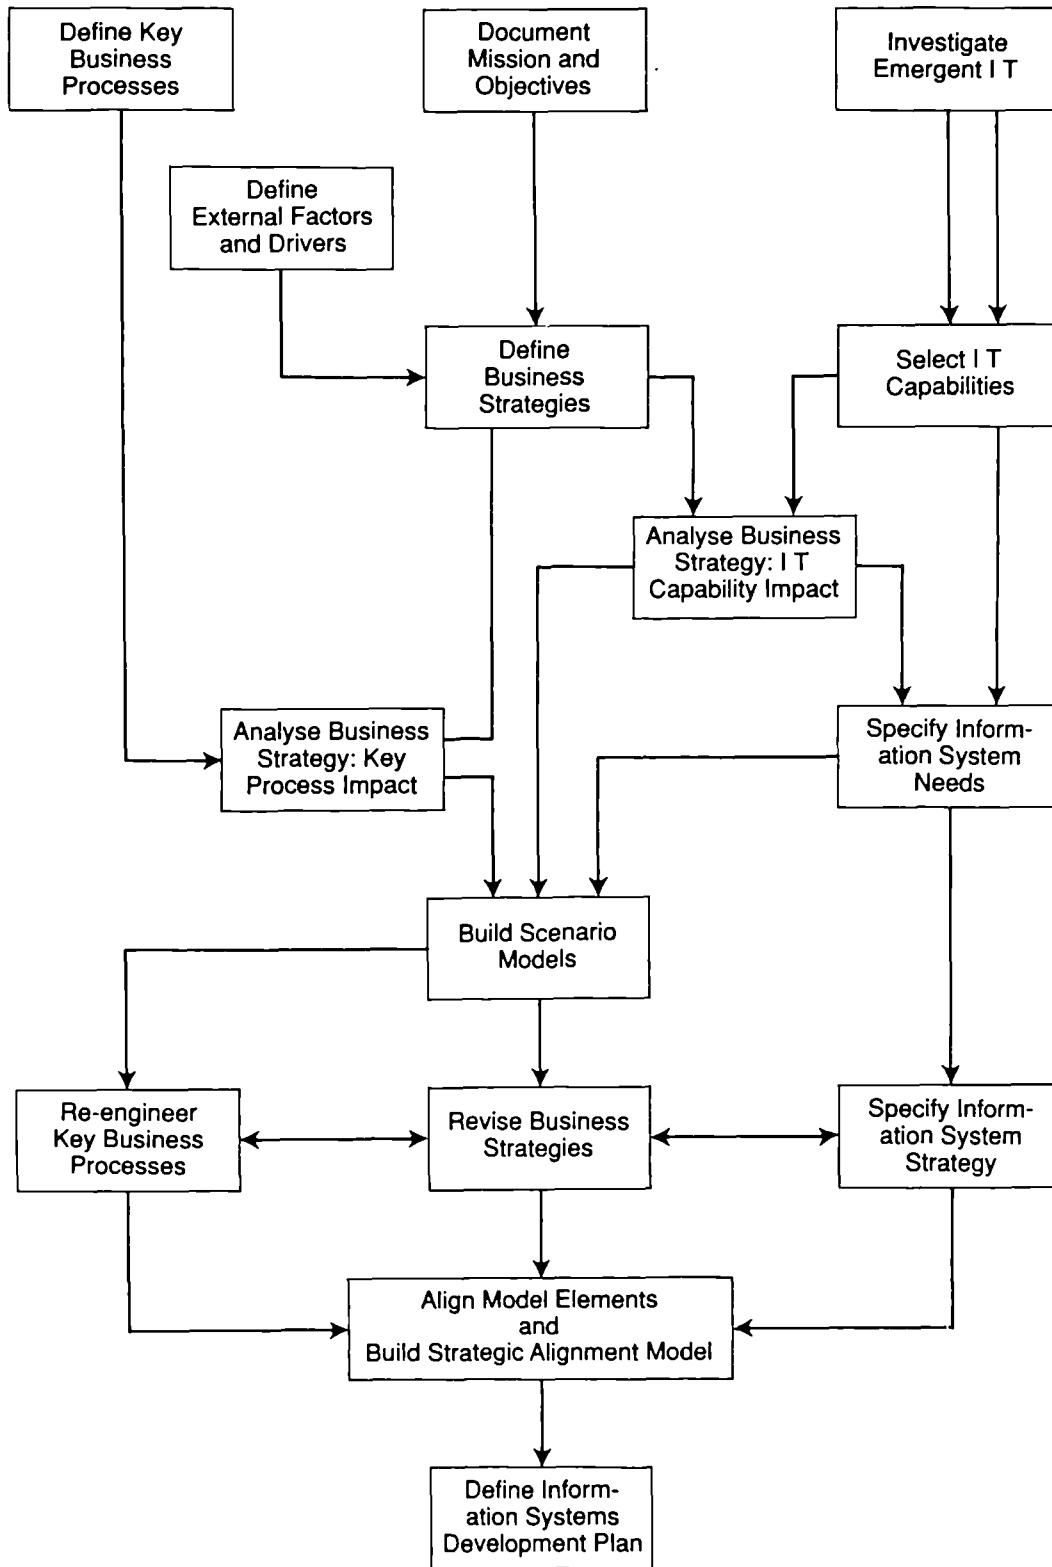 Define Key
Business
Processes
Document
Mission and
Objectives
Investigate
Emergent I T
Define
External Factors
and Drivers
Define
Business
Strategies
Select I T
Capabilities
Analyse Business
Strategy: I T
Capability Impact
Analyse Business
Strategy: Key
Process Impact
Specify Inform-
ation System
Needs
Build Scenario
Models
Re-engineer
Key Business
Processes
Revise Business
Strategies
Specify Inform-
ation System
Strategy
Align Model Elements
and
Build Strategic Alignment Model
Define Inform-
ation Systems
Development Plan